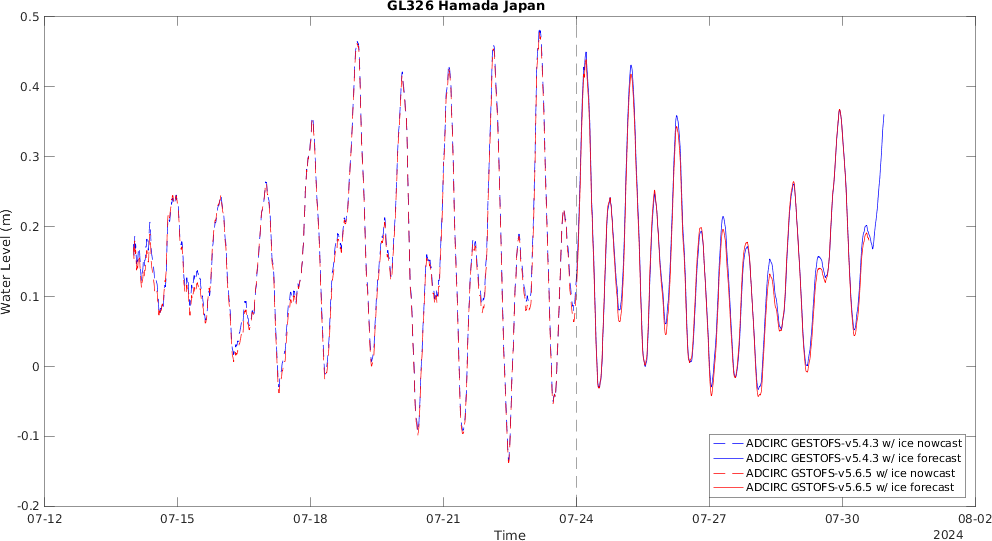 GL326 Hamada Japan
0.5
0.4
0.3
0.2
0.1
0
-0.1
-0.2
Water Level (m)
07-12
07-15
07-18
07-21
07-24
07-27
07-30
08-02
Time
2024
ADCIRC GESTOFS-v5.4.3 w/ ice nowcast
ADCIRC GESTOFS-v5.4.3 w/ ice forecast
ADCIRC GSTOFS-v5.6.5 w/ ice nowcast
ADCIRC GSTOFS-v5.6.5 w/ ice forecast